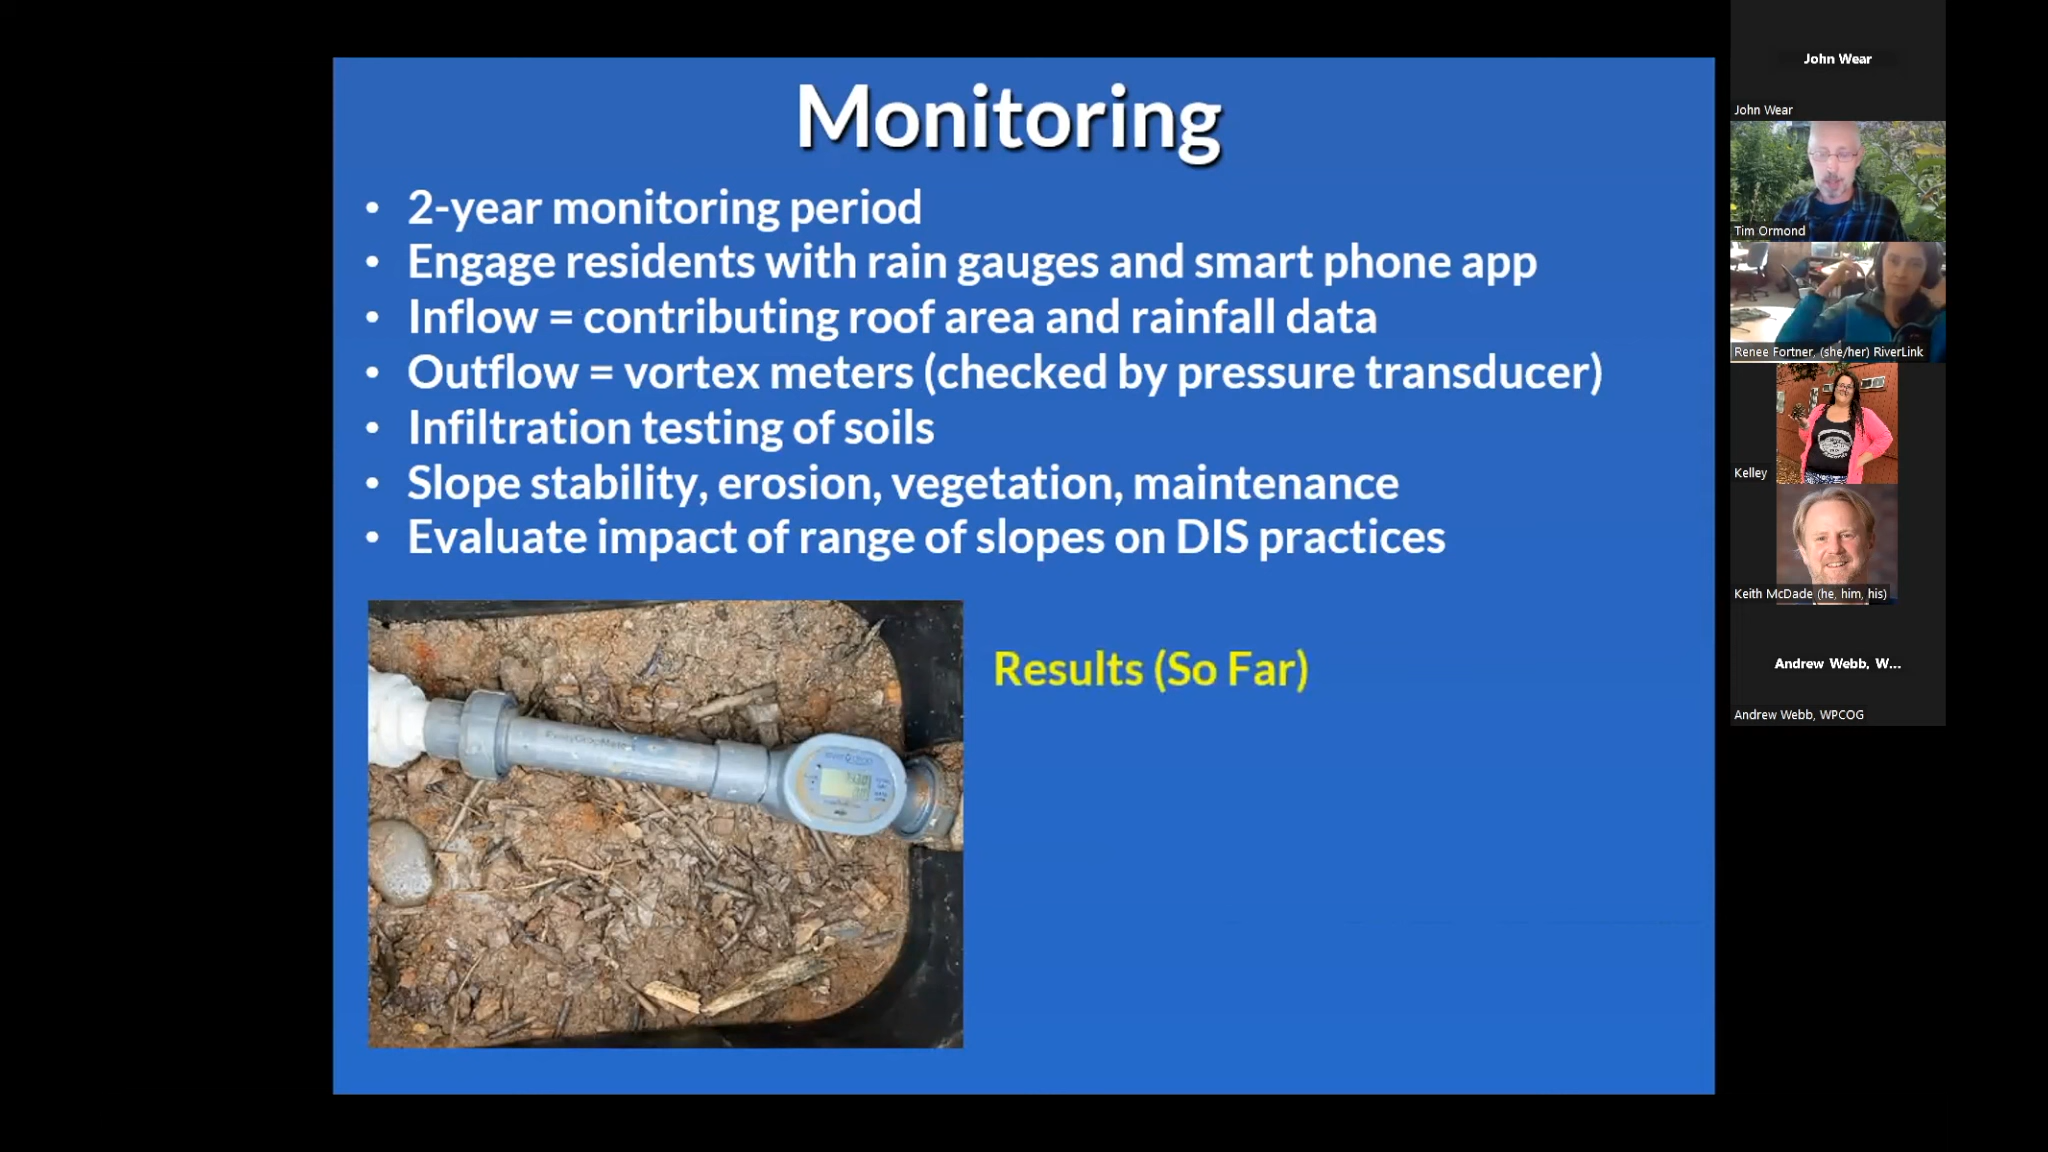 Monitoring
• 2-year monitoring period
• Engage residents with rain gauges and smart phone app
• Inflow = contributing roof area and rainfall data
• Outflow = vortex meters (checked by pressure transducer)
• Infiltration testing of soils
• Slope stability, erosion, vegetation, maintenance
• Evaluate impact of range of slopes on DIS practices
Results (So Far)
John Wear
John Wear
Tim Ormond
Renee Fortner, (she/her) RiverLink
Kelley
Keith McDade (he, him, his)
Andrew Webb, W...
Andrew Webb, WPCOG